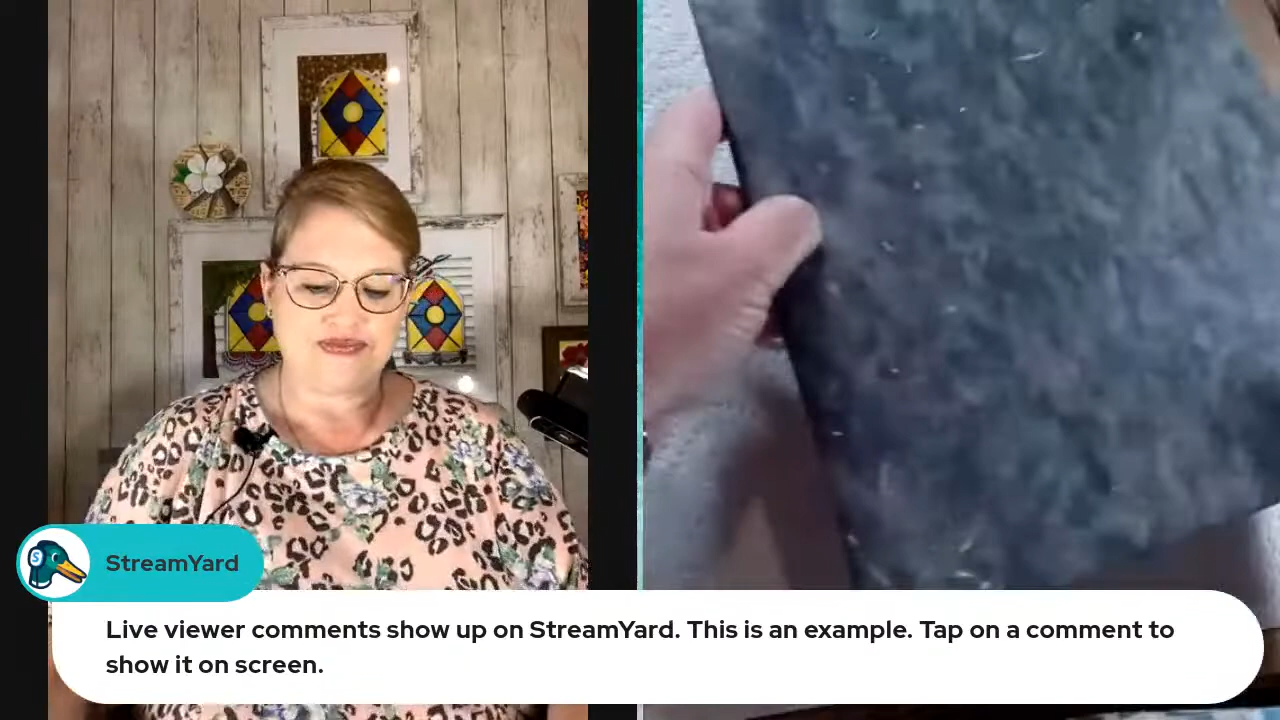 StreamYard
Live viewer comments show up on StreamYard. This is an example. Tap on a comment to
show it on screen.